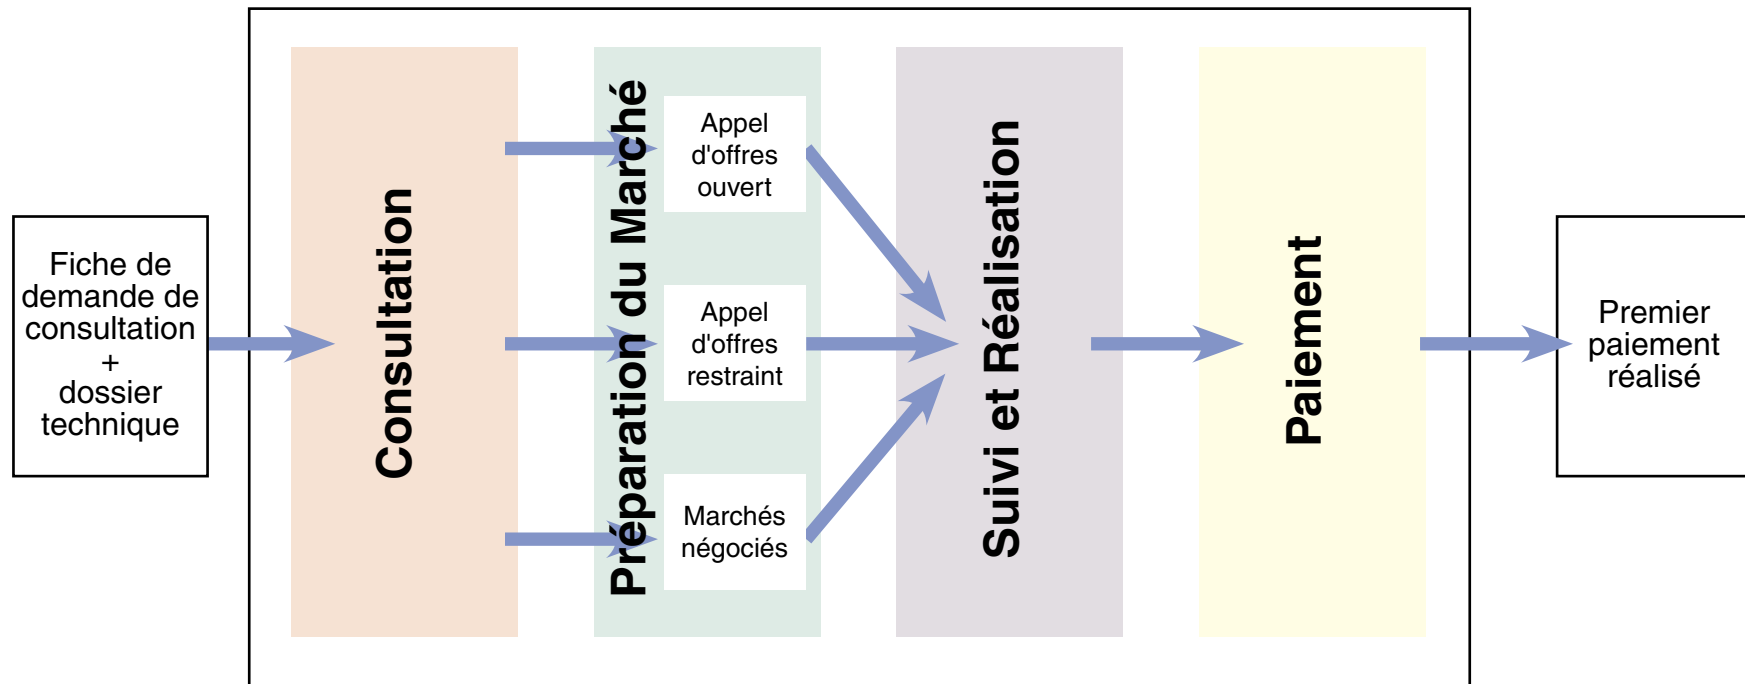 Fiche de
demande de
consultation
+
dossier
technique
Consultation
Préparation du Marché
Appel
d'offres
ouvert
Appel
d'offres
restraint
Marchés
négociés
Suivi et Réalisation
Paiement
Premier
paiement
réalisé